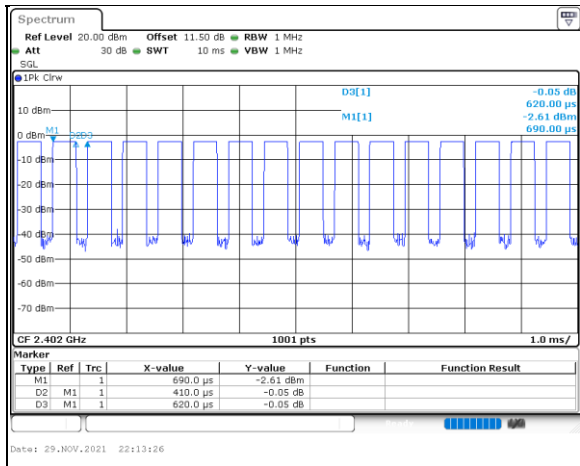 Spectrum
Ref Level 20.00 dBm Offset 11.50 dB RBW 1 MHz
Att 30 dB SWT 10 ms VBW 1 MHz
SGL
1Pk Clrw
D3[1] -0.05 dB
620.00 µs
10 dBm
M1[1] -2.61 dBm
690.00 µs
0 dBm
M1
D2D3
-10 dBm
-20 dBm
-30 dBm
-40 dBm
-50 dBm
-60 dBm
-70 dBm
CF 2.402 GHz 1001 pts 1.0 ms/
Marker
Type Ref Trc X-value Y-value Function Function Result
M1 1 690.0 µs -2.61 dBm
D2 M1 1 410.0 µs -0.05 dB
D3 M1 1 620.0 µs -0.05 dB
Ready
Date: 29.NOV.2021 22:13:26